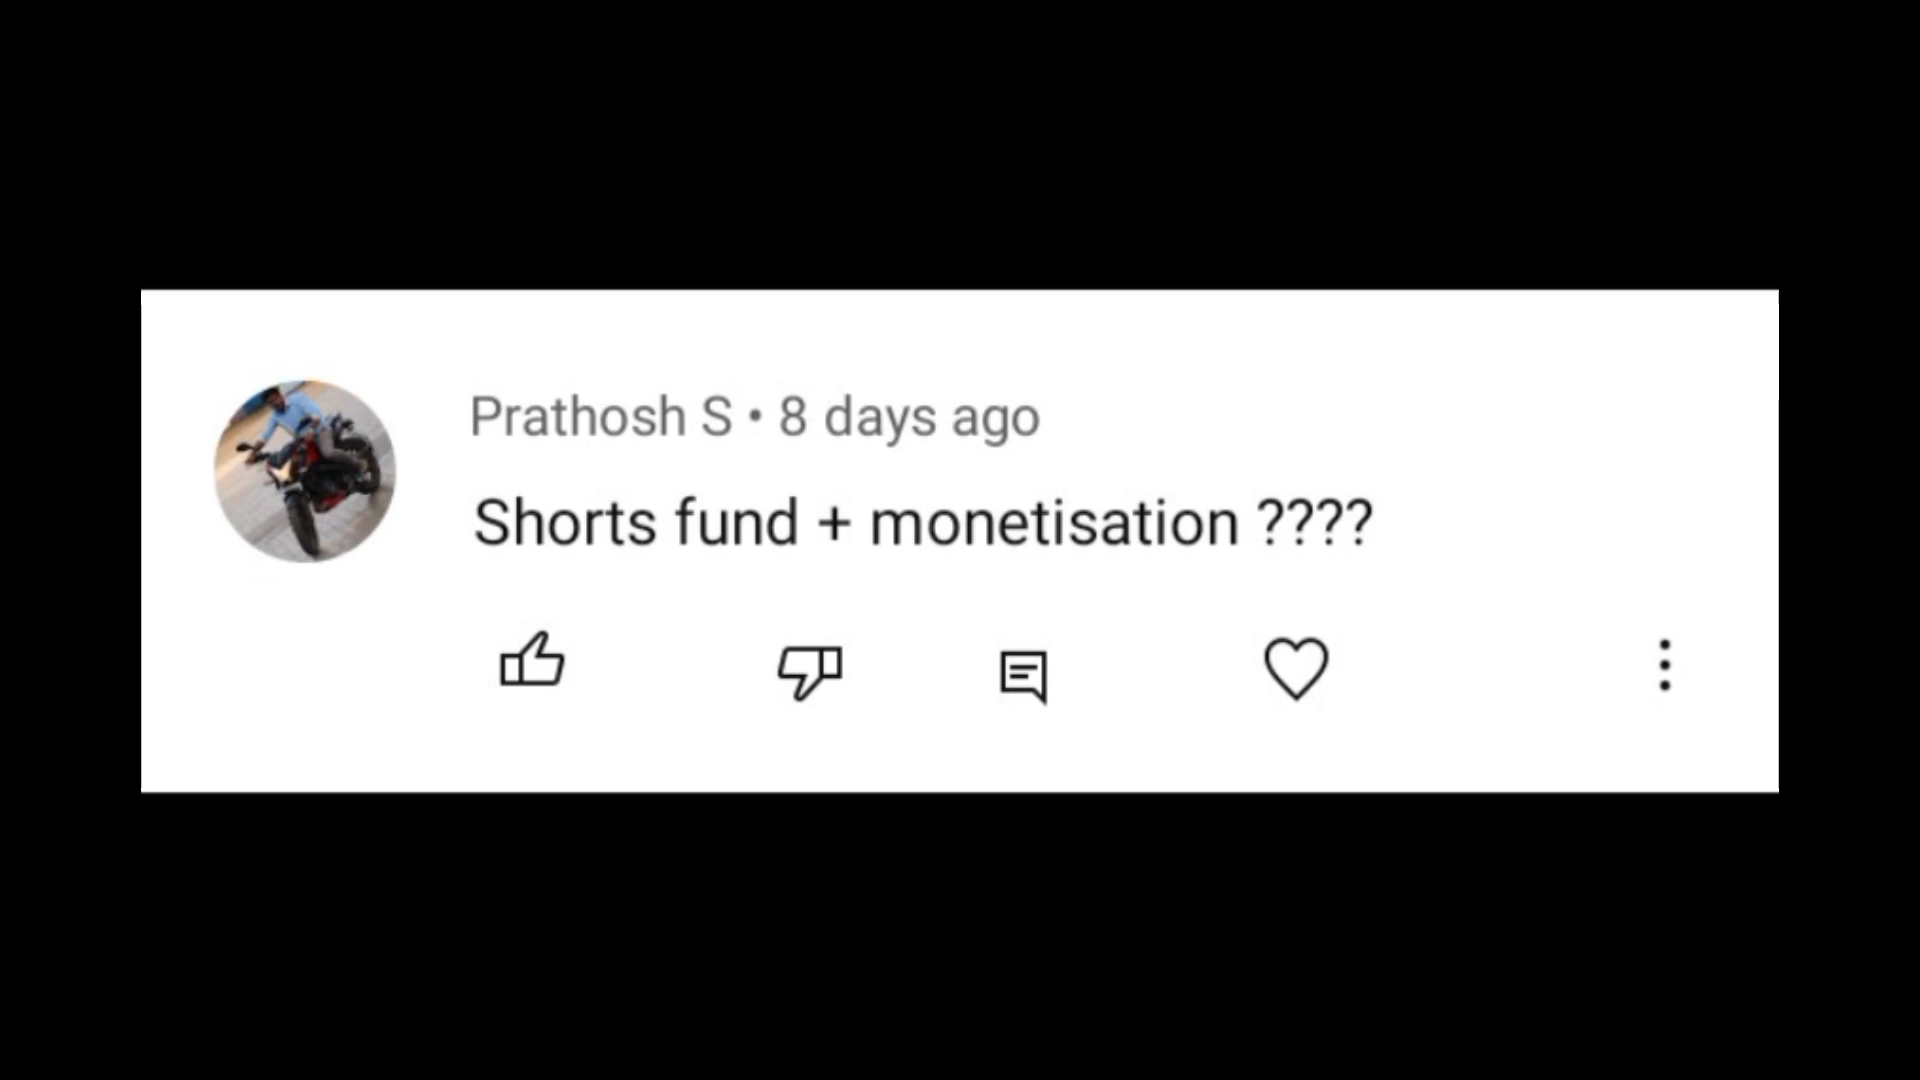 Prathosh S • 8 days ago
Shorts fund + monetisation ????